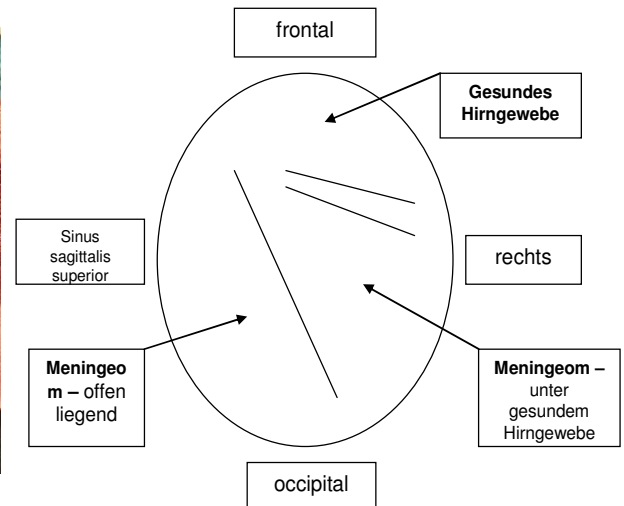 frontal
Gesundes
Hirngewebe
Sinus
sagittalis
superior
rechts
Meningeo
m – offen
liegend
Meningeom –
unter
gesundem
Hirngewebe
occipital